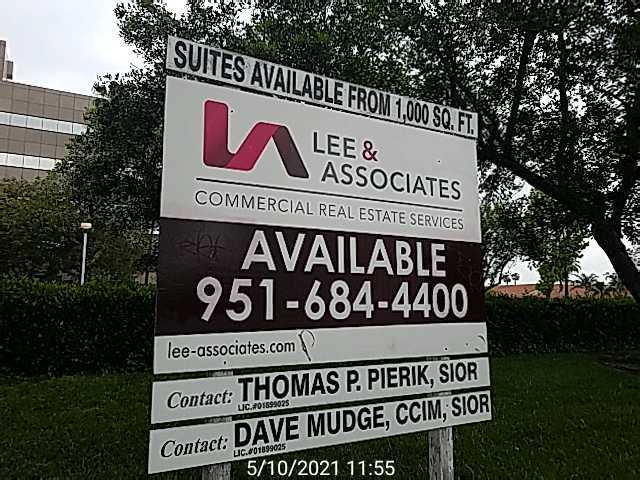 SUITES AVAILABLE FROM 1,000 SQ. FT.
LEE &
ASSOCIATES
COMMERCIAL REAL ESTATE SERVICES
AVAILABLE
951-684-4400
lee-associates.com
Contact: THOMAS P. PIERIK, SIOR
LIC.#01899025
Contact: DAVE MUDGE, CCIM, SIOR
LIC.#01899025
5/10/2021 11:55